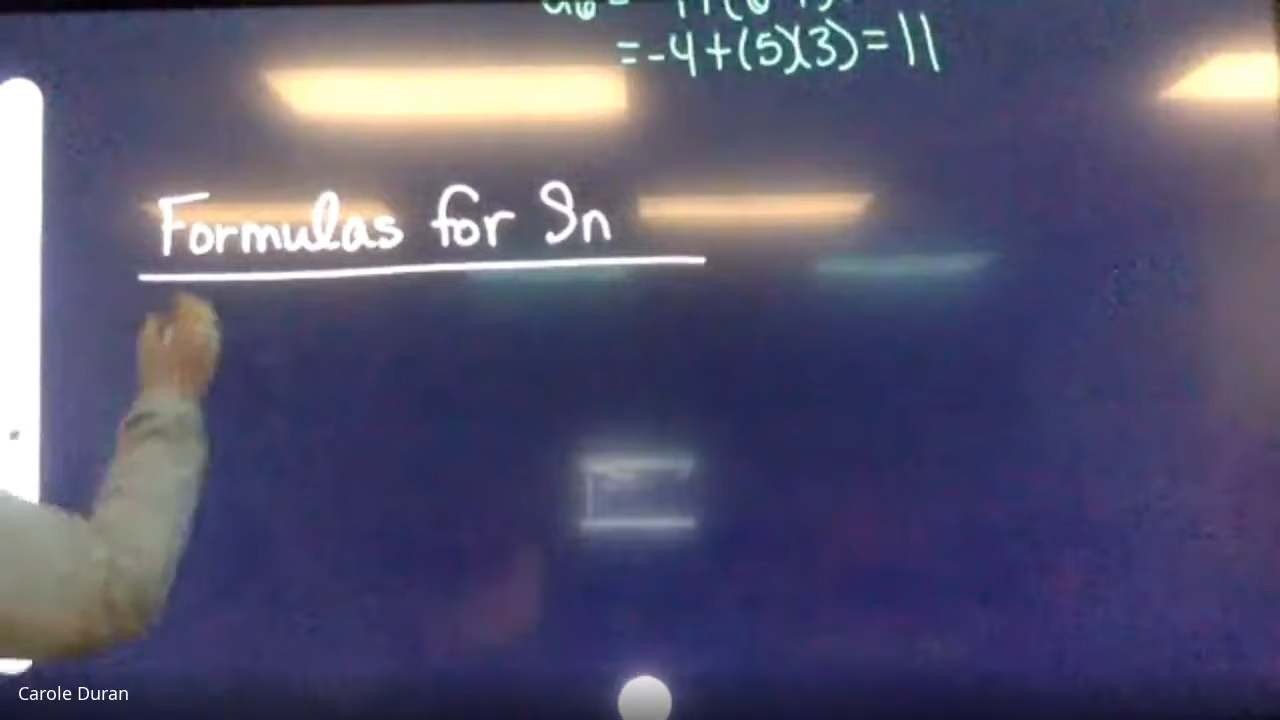 = -4+(5)(3)=11
Formulas for Sn
Carole Duran